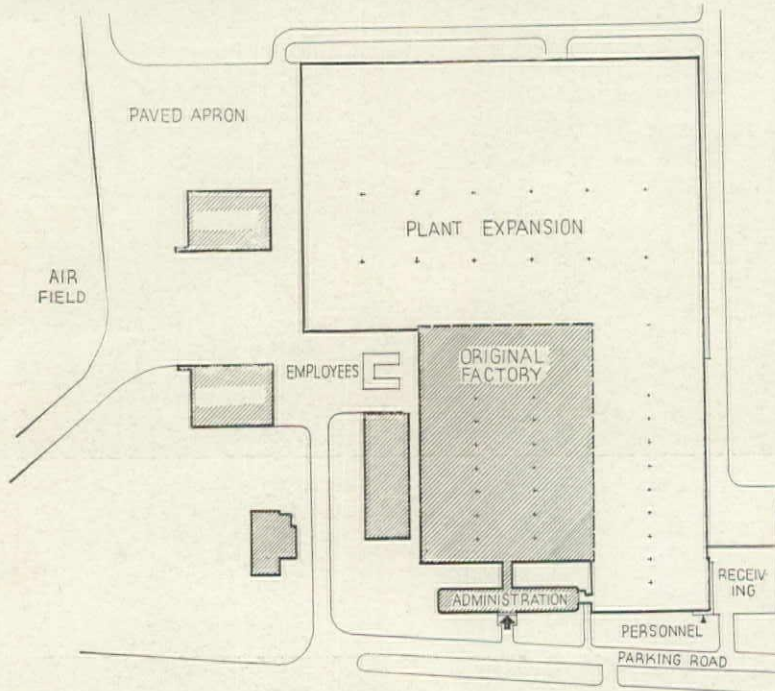 PAVED APRON
PLANT EXPANSION
AIR
FIELD
EMPLOYEES
ORIGINAL
FACTORY
ADMINISTRATION
RECEIV-
ING
PERSONNEL
PARKING ROAD